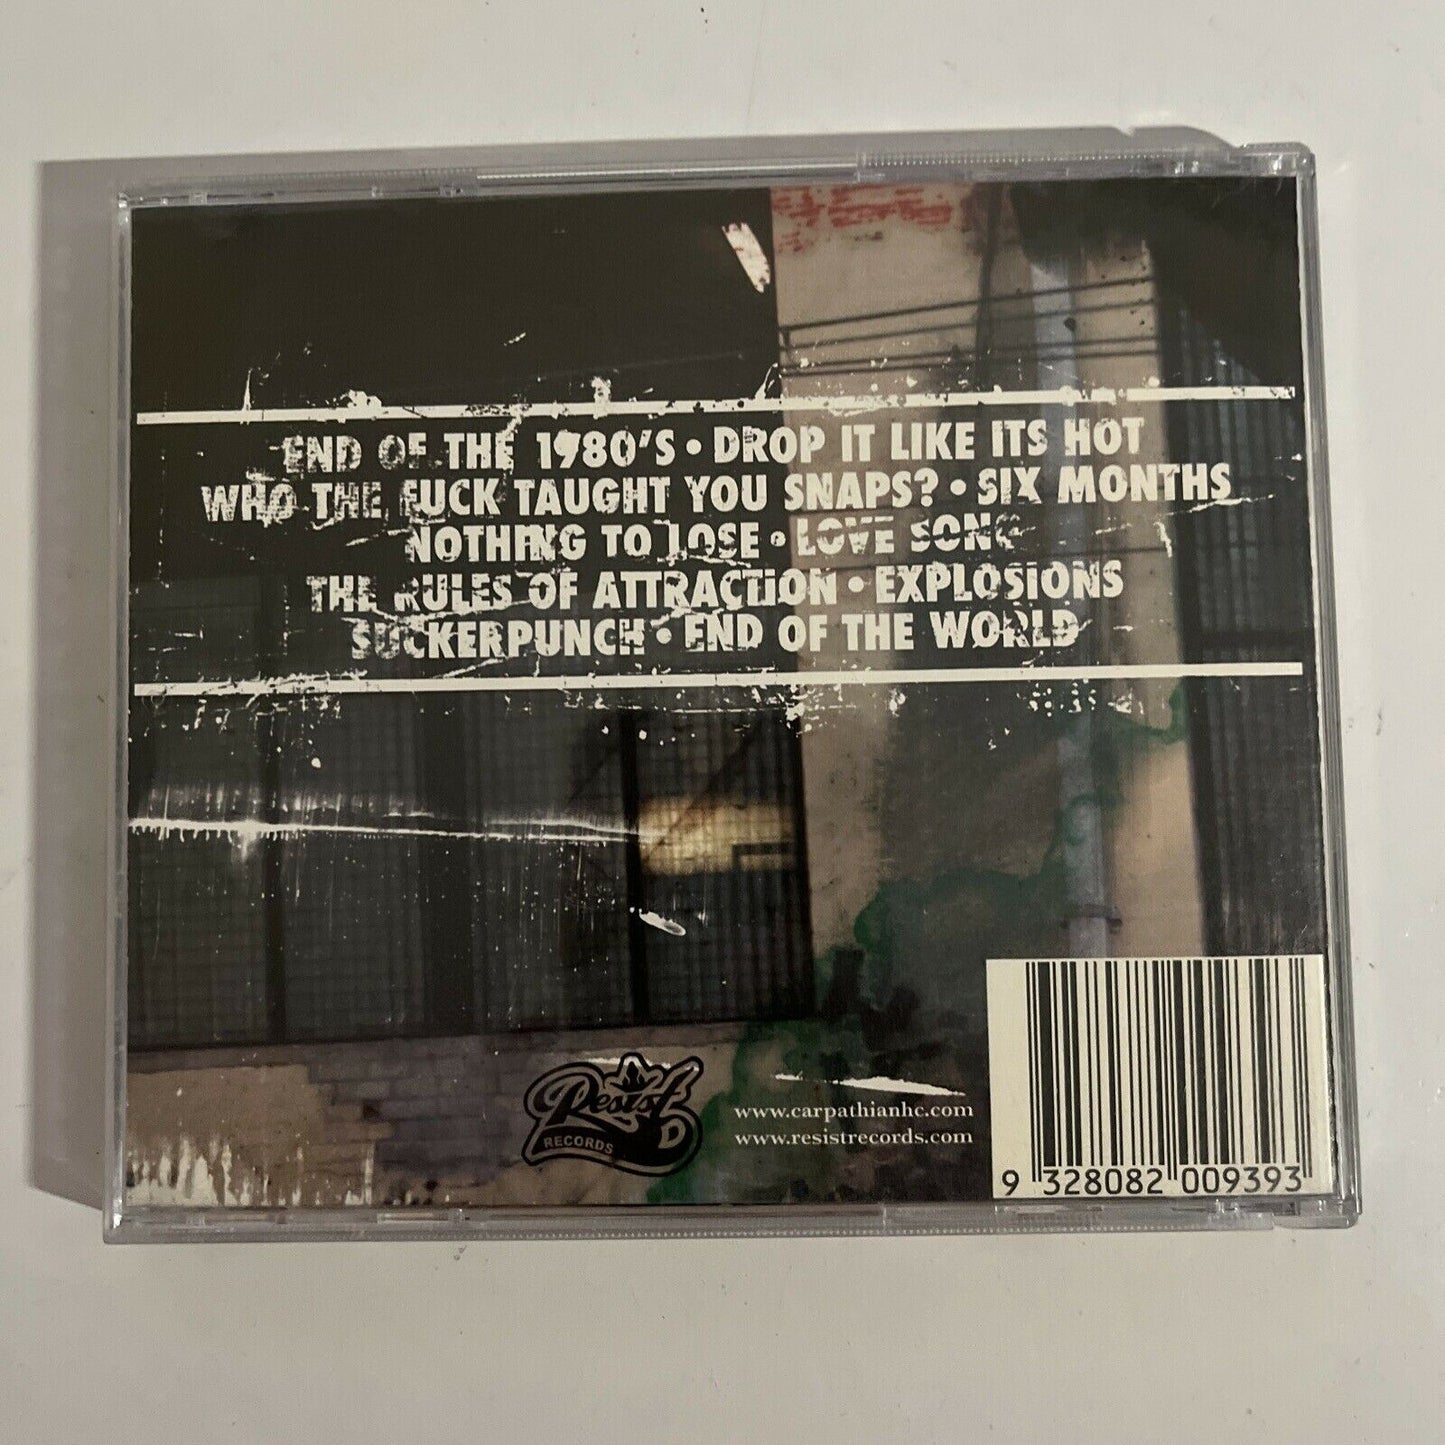 END OF THE 1980'S • DROP IT LIKE ITS HOT
WHO THE FUCK TAUGHT YOU SNAPS? • SIX MONTHS
NOTHING TO LOSE • LOVE SONG
THE RULES OF ATTRACTION • EXPLOSIONS
SUCKERPUNCH • END OF THE WORLD
Resist
RECORDS
www.carpathianhc.com
www.resistrecords.com
9 328082 009393